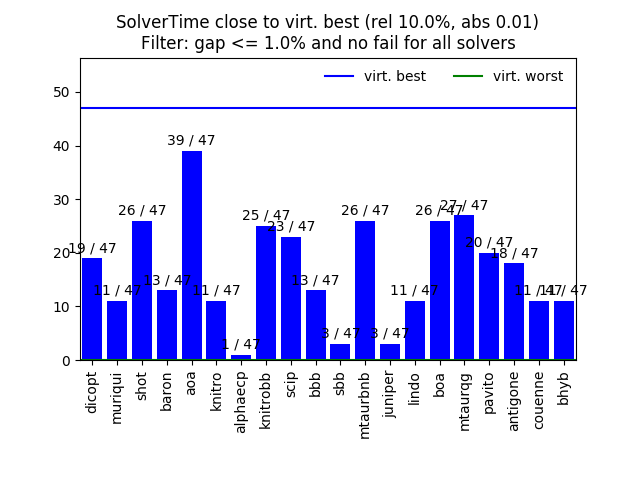 SolverTime close to virt. best (rel 10.0%, abs 0.01)
Filter: gap <= 1.0% and no fail for all solvers
virt. best
virt. worst
50
40
30
20
10
0
19 / 47
11 / 47
26 / 47
13 / 47
39 / 47
11 / 47
1 / 47
25 / 47
23 / 47
13 / 47
3 / 47
26 / 47
3 / 47
11 / 47
26 / 47
27 / 47
20 / 47
18 / 47
11 / 47
11 / 47
dicopt
muriqui
shot
baron
aoa
knitro
alphaecp
knitrobb
scip
bbb
sbb
mtaurbnb
juniper
lindo
boa
mtaurqg
pavito
antigone
couenne
bhyb